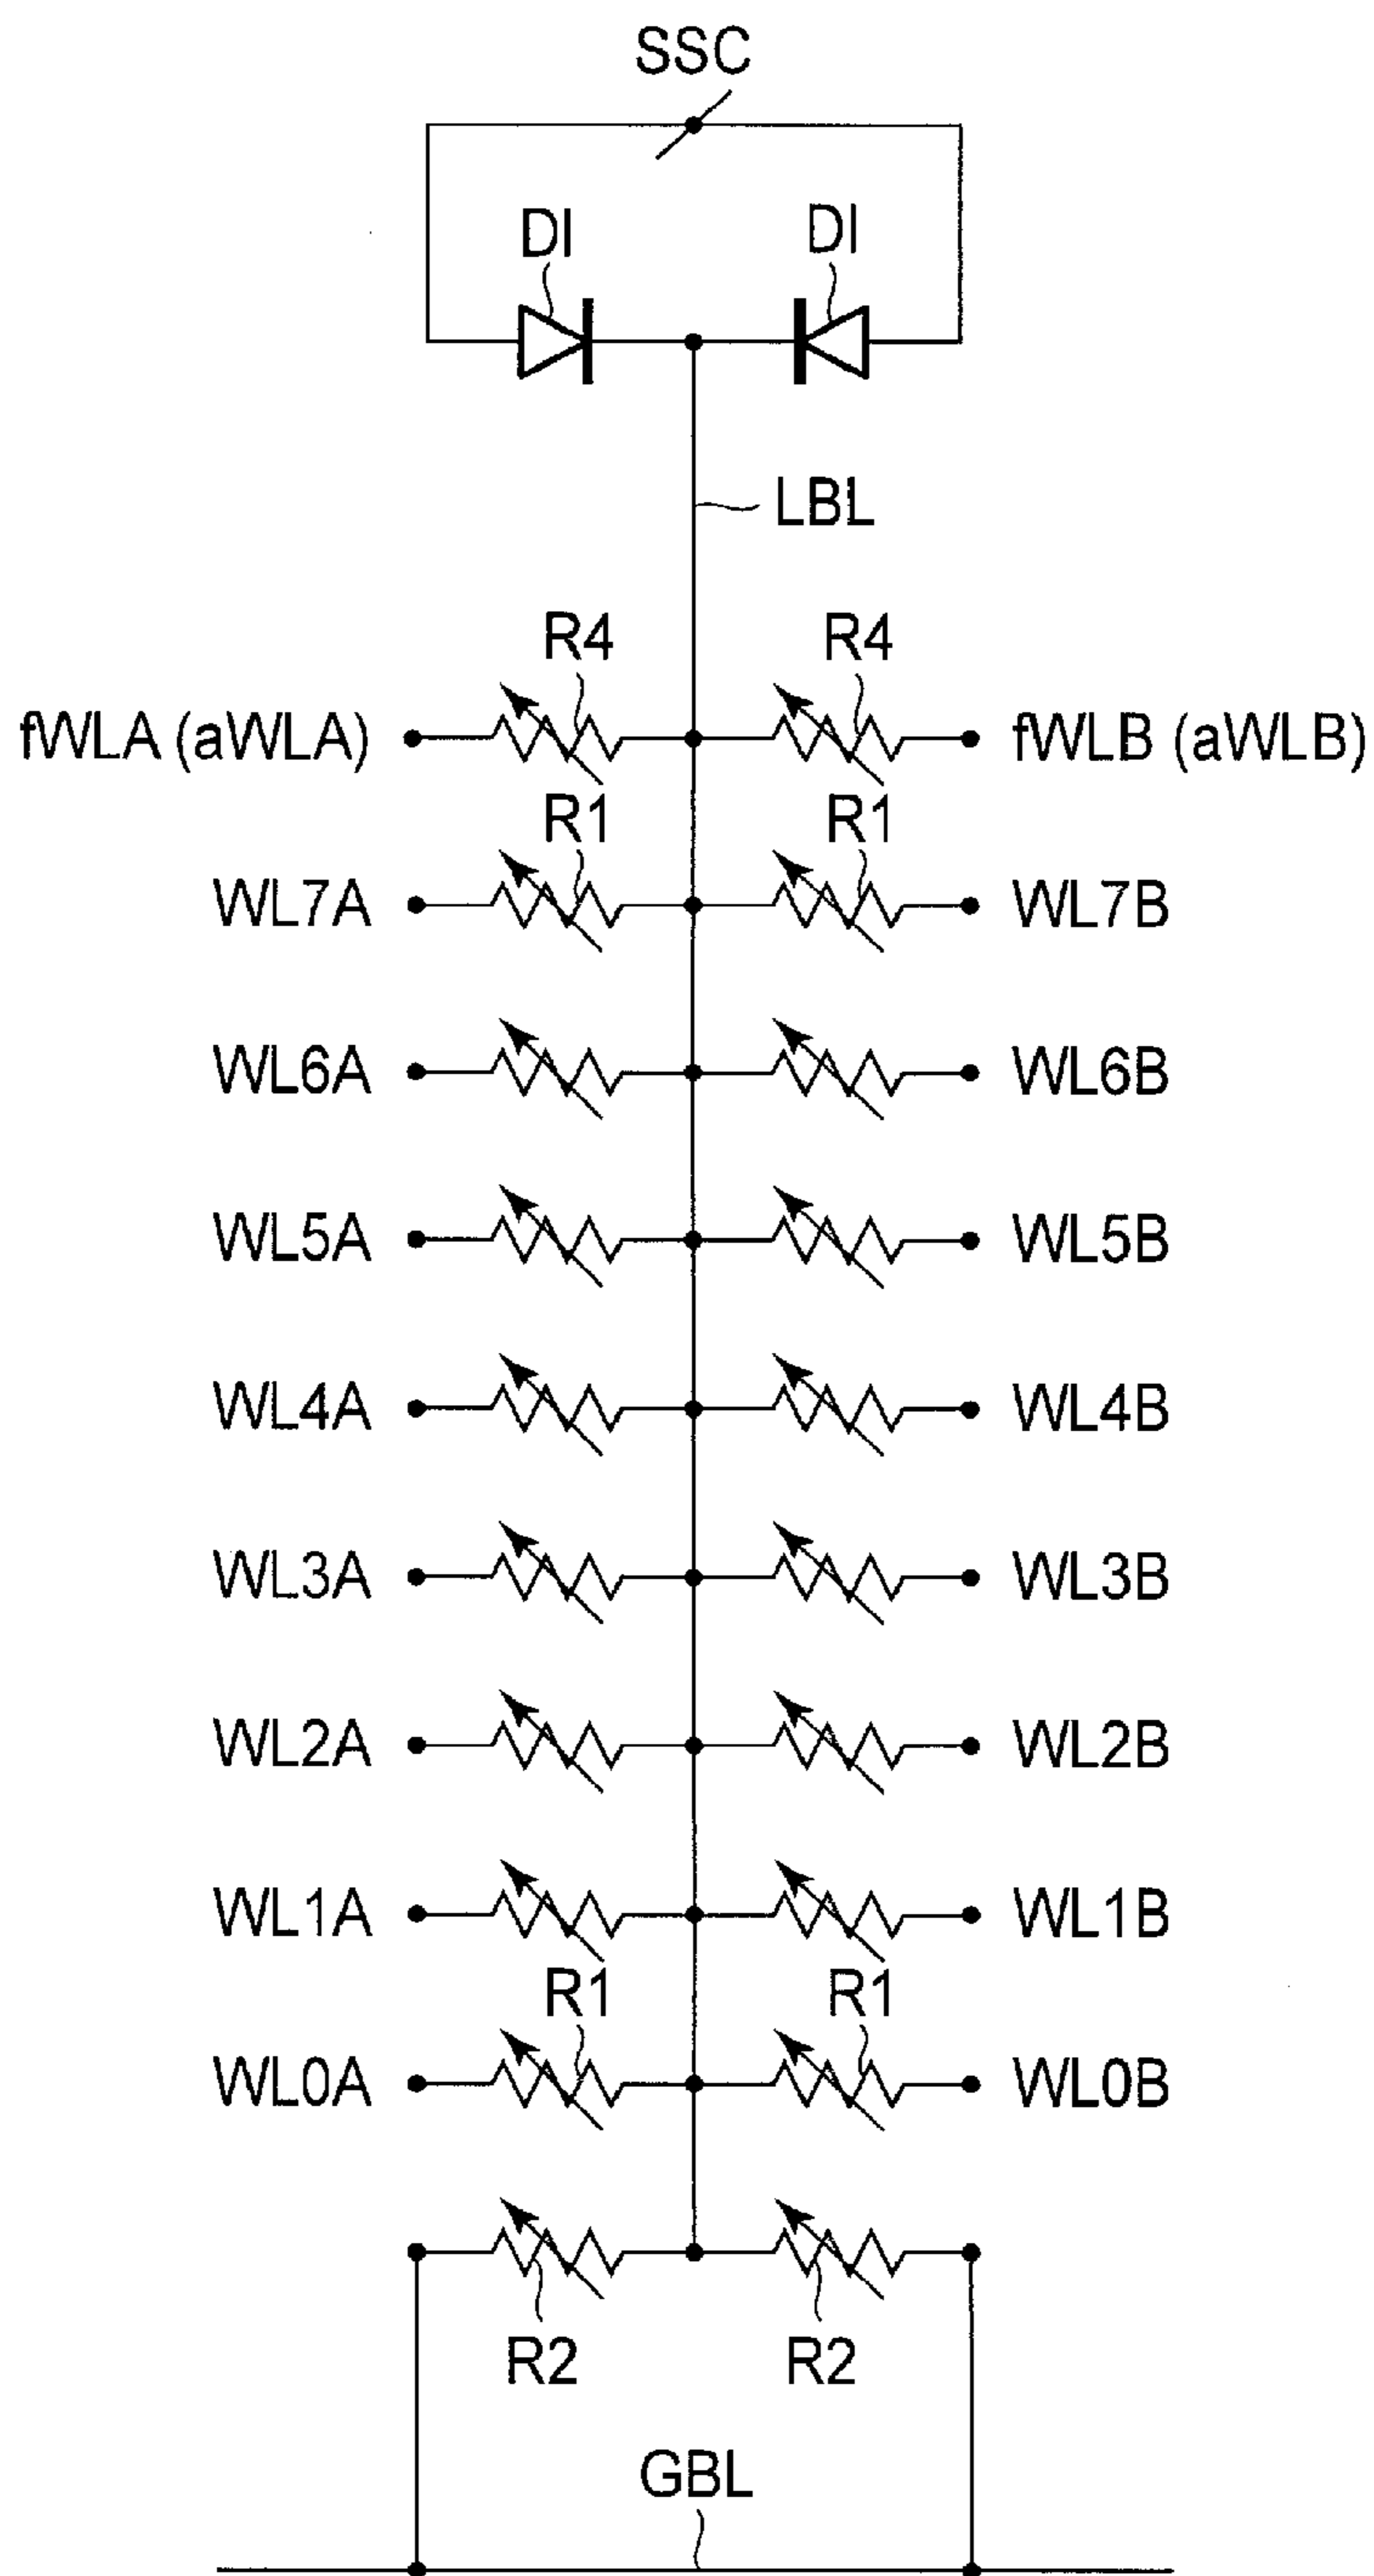 SSC
DI DI
LBL
R4 R4
fWLA (aWLA) fWLB (aWLB)
R1 R1
WL7A WL7B
WL6A WL6B
WL5A WL5B
WL4A WL4B
WL3A WL3B
WL2A WL2B
WL1A WL1B
R1 R1
WL0A WL0B
R2 R2
GBL